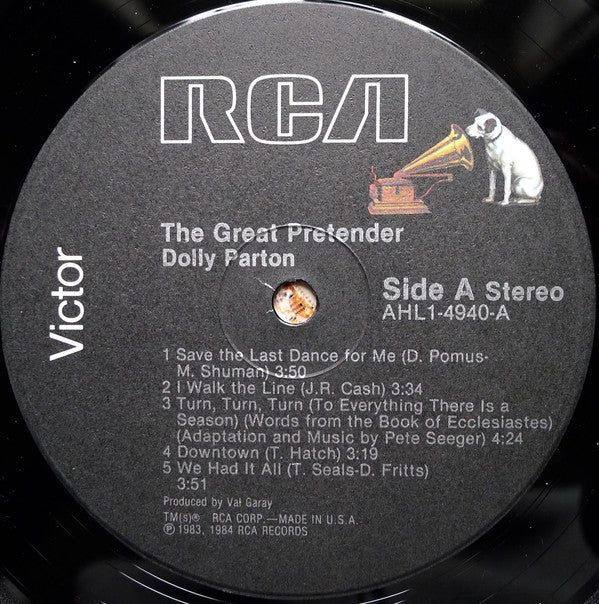 RCA
The Great Pretender
Dolly Parton
Victor
Side A Stereo
AHL1-4940-A
1 Save the Last Dance for Me (D. Pomus-
M. Shuman) 3:50
2 I Walk the Line (J.R. Cash) 3:34
3 Turn, Turn, Turn (To Everything There Is a
Season) (Words from the Book of Ecclesiastes)
(Adaptation and Music by Pete Seeger) 4:24
4 Downtown (T. Hatch) 3:19
5 We Had It All (T. Seals-D. Fritts)
3:51
Produced by Val Garay
TM(s)® RCA CORP.—MADE IN U.S.A.
℗ 1983, 1984 RCA RECORDS